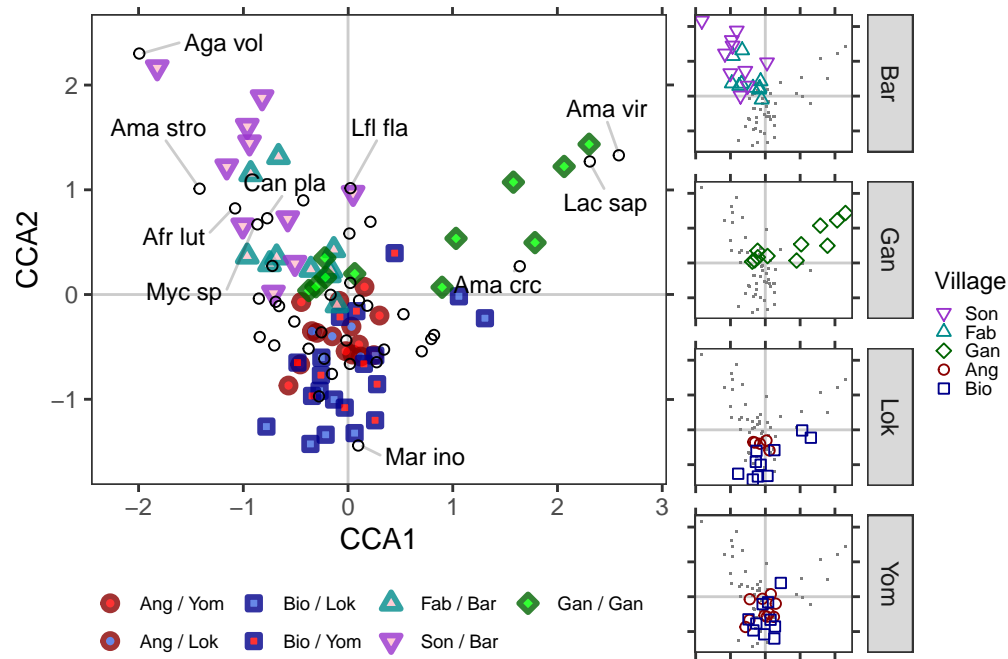 Aga vol
Ama stro
Lfl fla
Ama vir
Can pla
Lac sap
Afr lut
Myc sp
Ama crc
Mar ino
2
1
0
−1
CCA2
−2
−1
0
1
2
3
CCA1
Bar
Gan
Lok
Yom
Village
Son
Fab
Gan
Ang
Bio
Ang / Yom
Bio / Lok
Fab / Bar
Gan / Gan
Ang / Lok
Bio / Yom
Son / Bar